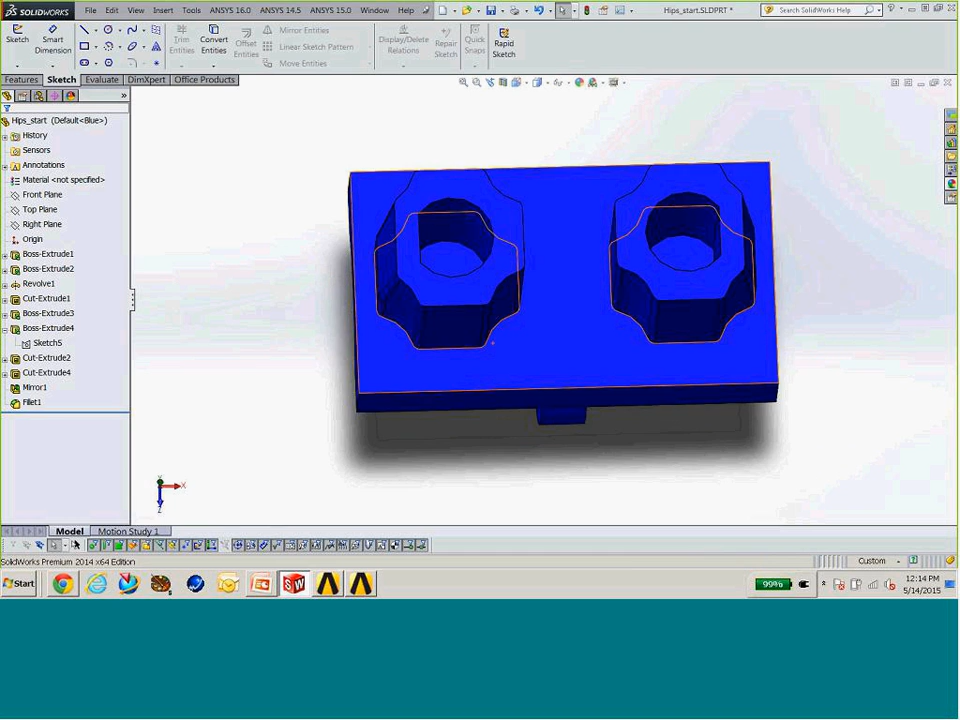 SOLIDWORKS File Edit View Insert Tools ANSYS 16.0 ANSYS 14.5 ANSYS 15.0 Window Help Hips_start.SLDPRT * Search SolidWorks Help
Sketch Smart Dimension Trim Entities Convert Entities Offset Entities Mirror Entities Linear Sketch Pattern Move Entities Display/Delete Relations Repair Sketch Quick Snaps Rapid Sketch
Features Sketch Evaluate DimXpert Office Products
Hips_start (Default<Blue>)
History
Sensors
Annotations
Material <not specified>
Front Plane
Top Plane
Right Plane
Origin
Boss-Extrude1
Boss-Extrude2
Revolve1
Cut-Extrude1
Boss-Extrude3
Boss-Extrude4
Sketch5
Cut-Extrude2
Cut-Extrude4
Mirror1
Fillet1
X
Z
Model Motion Study 1
SolidWorks Premium 2014 x64 Edition Custom
Start 99% 12:14 PM
5/14/2015